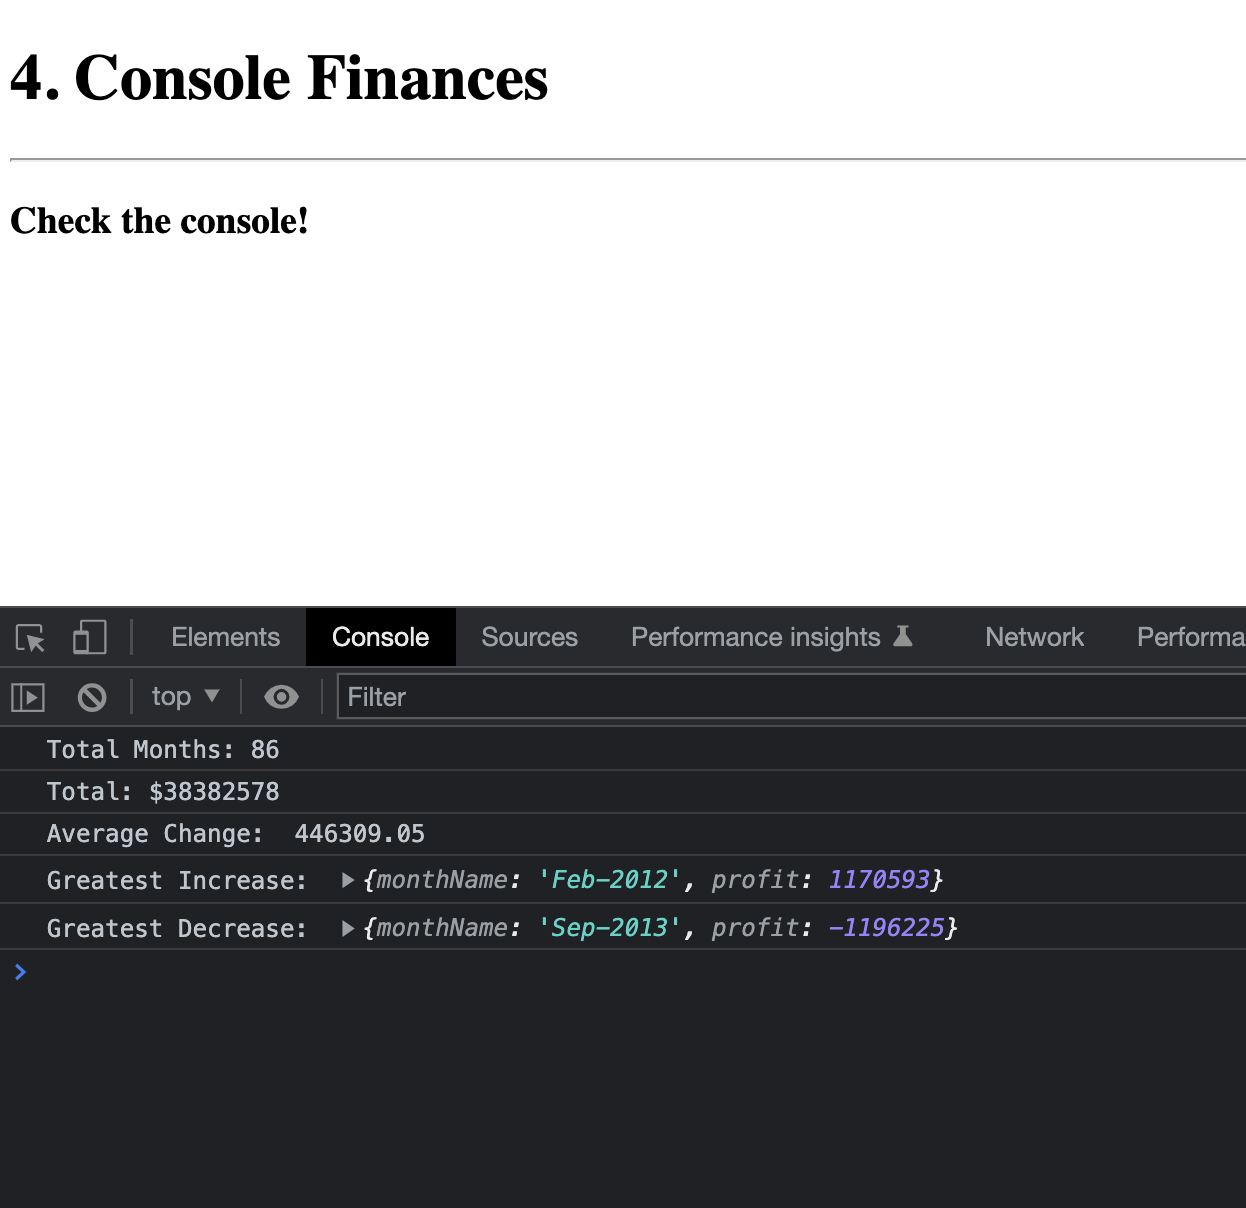 4. Console Finances
Check the console!
Elements Console Sources Performance insights Network Performa
top Filter
Total Months: 86
Total: $38382578
Average Change:  446309.05
Greatest Increase:  {monthName: 'Feb-2012', profit: 1170593}
Greatest Decrease:  {monthName: 'Sep-2013', profit: -1196225}